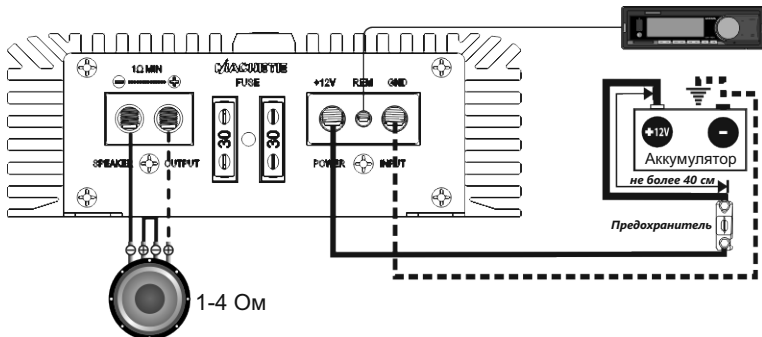 1Ω MIN
MACHETE
FUSE
+12V REM GND
30
30
SPEAKER OUTPUT
POWER INPUT
+12V
Аккумулятор
не более 40 см
Предохранитель
1-4 Ом